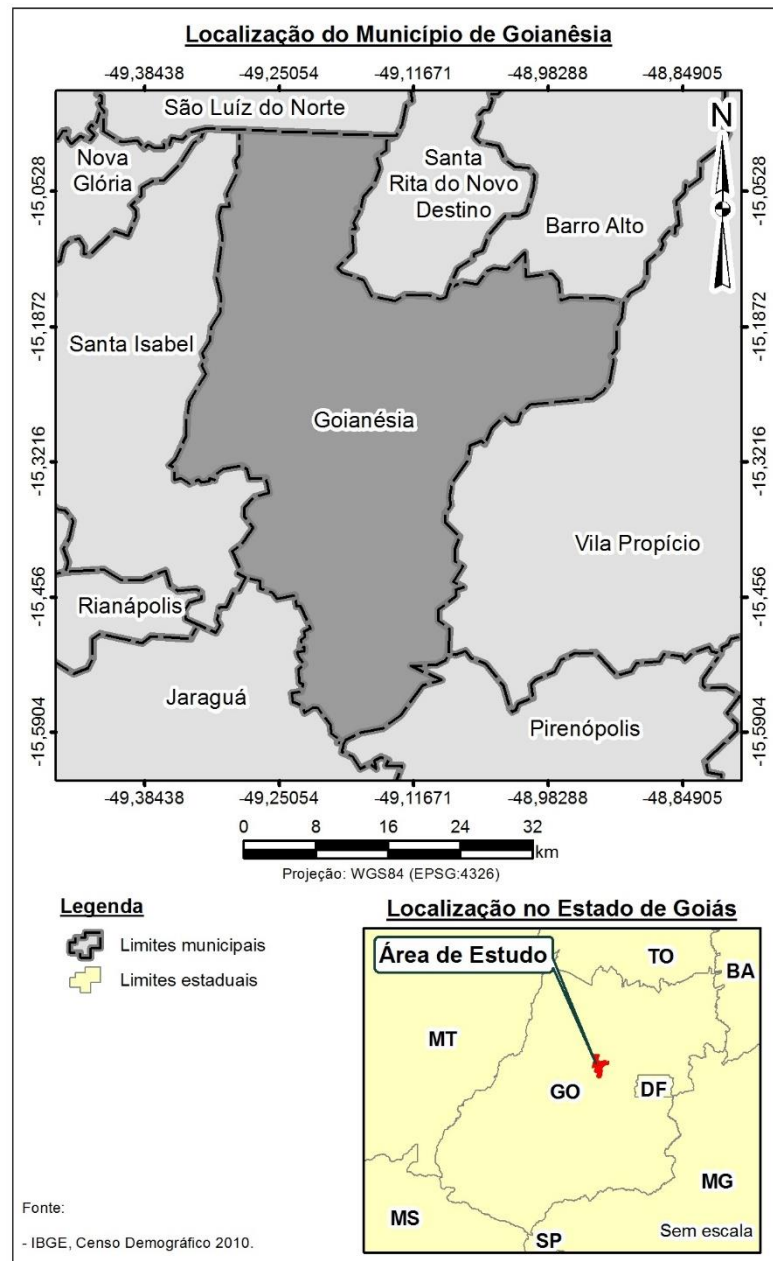 Localização do Município de Goianêsia
-49,38438 -49,25054 -49,11671 -48,98288 -48,84905
São Luíz do Norte
N
Nova
Glória
Santa
Rita do Novo
Destino
Barro Alto
-15,0528 -15,0528
-15,1872 -15,1872
Santa Isabel
Goianésia
-15,3216 -15,3216
Vila Propício
-15,456 -15,456
Rianápolis
Jaraguá
Pirenópolis
-15,5904 -15,5904
-49,38438 -49,25054 -49,11671 -48,98288 -48,84905
0 8 16 24 32
km
Projeção: WGS84 (EPSG:4326)
Legenda
Limites municipais
Limites estaduais
Fonte:
- IBGE, Censo Demográfico 2010.
Localização no Estado de Goiás
Área de Estudo
TO
BA
MT
GO
DF
MG
MS
SP
Sem escala